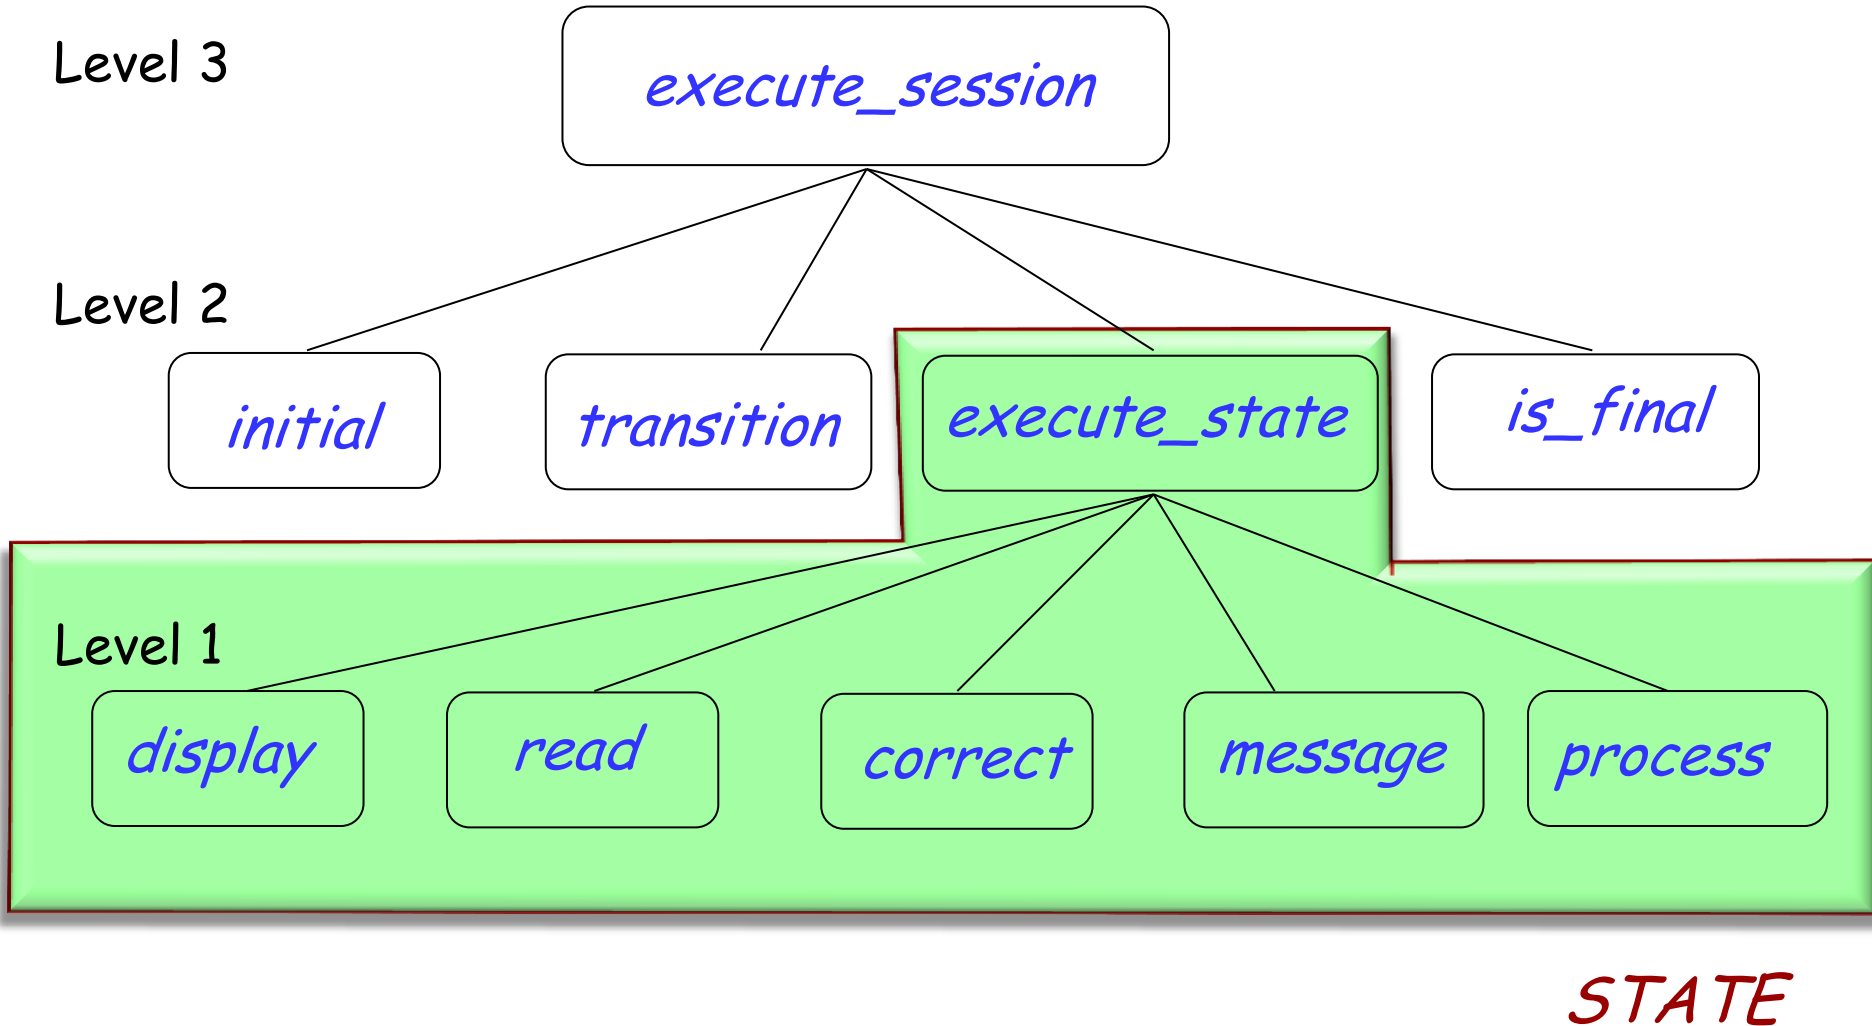 Level 3
execute_session
Level 2
initial
transition
execute_state
is_final
Level 1
display
read
correct
message
process
STATE